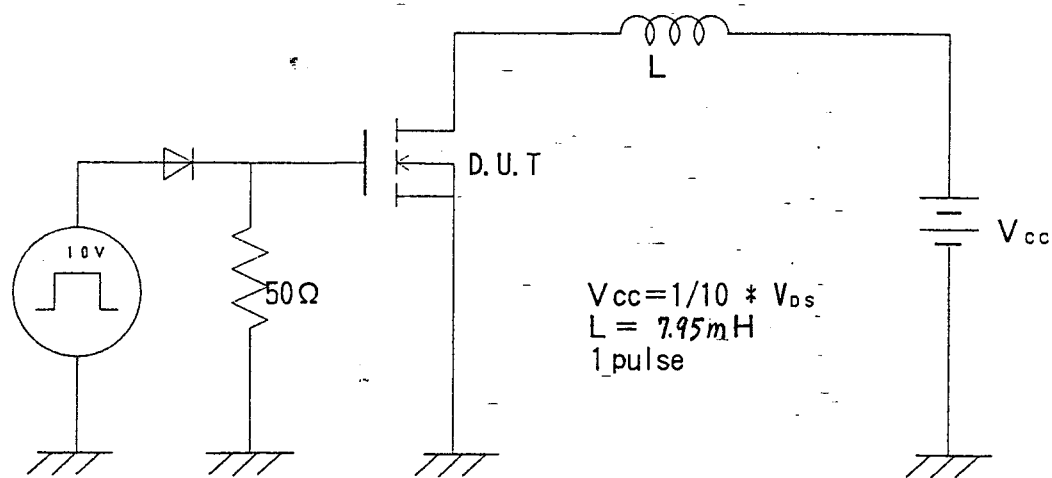 L
D.U.T
10V
50Ω
Vcc
Vcc=1/10 * VDS
L = 7.95mH
1 pulse